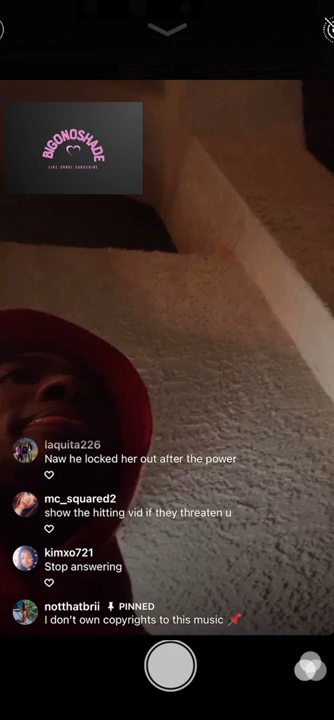 BIGONOSHADE
LIKE SHARE SUBSCRIBE
laquita226
Naw he locked her out after the power
mc_squared2
show the hitting vid if they threaten u
kimxo721
Stop answering
notthatbrii PINNED
I don't own copyrights to this music 📌